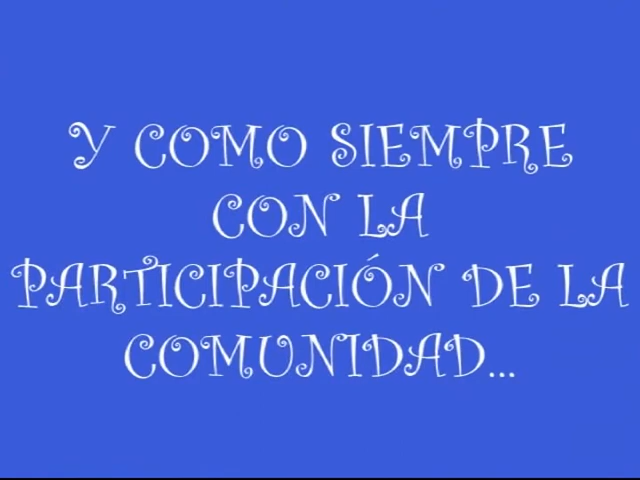 Y COMO SIEMPRE
CON LA
PARTICIPACIÓN DE LA
COMUNIDAD...